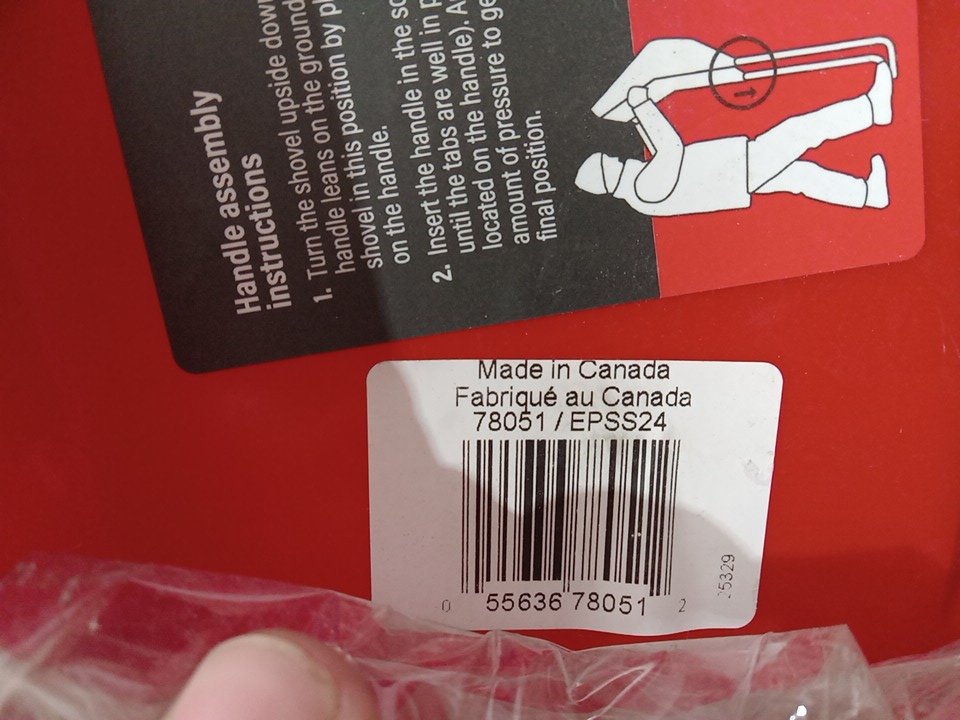 Handle assembly
instructions
1. Turn the shovel upside down
handle leans on the ground
shovel in this position by
on the handle.
2. Insert the handle in the
until the tabs are well in
located on the handle).
amount of pressure to
final position.
Made in Canada
Fabriqué au Canada
78051 / EPSS24
0 55636 78051 2
25329